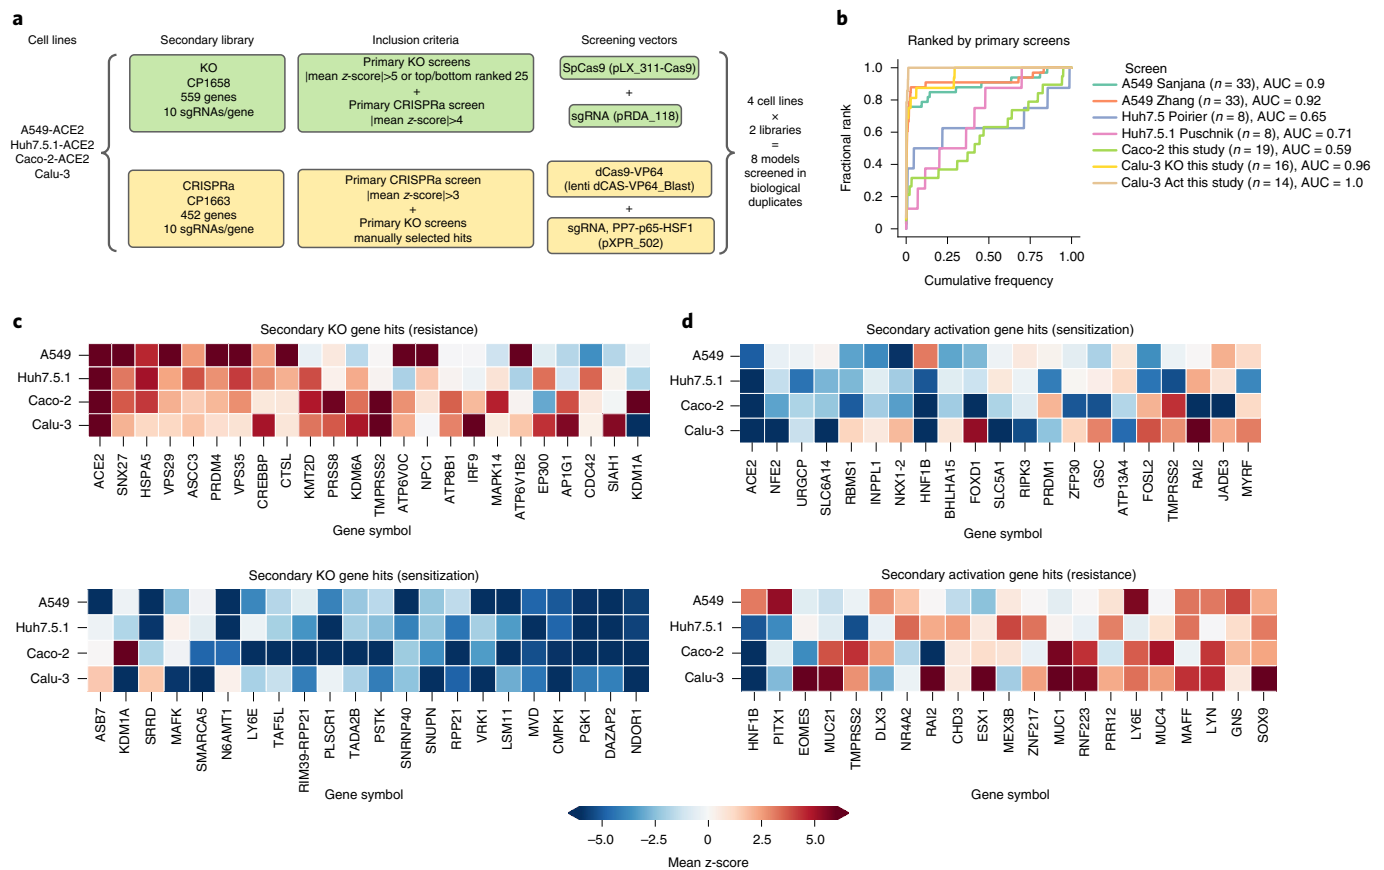 a
Cell lines
Secondary library
Inclusion criteria
Screening vectors
A549-ACE2
Huh7.5.1-ACE2
Caco-2-ACE2
Calu-3
KO
CP1658
559 genes
10 sgRNAs/gene
Primary KO screens
|mean z-score|>5 or top/bottom ranked 25
+
Primary CRISPRa screen
|mean z-score|>4
SpCas9 (pLX_311-Cas9)
+
sgRNA (pRDA_118)
CRISPRa
CP1663
452 genes
10 sgRNAs/gene
Primary CRISPRa screen
|mean z-score|>3
+
Primary KO screens
manually selected hits
dCas9-VP64
(lenti dCAS-VP64_Blast)
+
sgRNA, PP7-p65-HSF1
(pXPR_502)
4 cell lines
×
2 libraries
=
8 models
screened in
biological
duplicates
b
Ranked by primary screens
Fractional rank
1.0
0.8
0.6
0.4
0.2
0
0
0.25
0.50
0.75
1.00
Cumulative frequency
Screen
A549 Sanjana (n = 33), AUC = 0.9
A549 Zhang (n = 33), AUC = 0.92
Huh7.5 Poirier (n = 8), AUC = 0.65
Huh7.5.1 Puschnik (n = 8), AUC = 0.71
Caco-2 this study (n = 19), AUC = 0.59
Calu-3 KO this study (n = 16), AUC = 0.96
Calu-3 Act this study (n = 14), AUC = 1.0
c
Secondary KO gene hits (resistance)
A549
Huh7.5.1
Caco-2
Calu-3
ACE2
SNX27
HSPA5
VPS29
ASCC3
PRDM4
VPS35
CREBBP
CTSL
KMT2D
PRSS8
KDM6A
TMPRSS2
ATP6V0C
NPC1
ATP8B1
IRF9
MAPK14
ATP6V1B2
EP300
AP1G1
CDC42
SIAH1
KDM1A
Gene symbol
Secondary KO gene hits (sensitization)
A549
Huh7.5.1
Caco-2
Calu-3
ASB7
KDM1A
SRRD
MAFK
SMARCA5
N6AMT1
LY6E
TAF5L
RIM39-RPP21
PLSCR1
TADA2B
PSTK
SNRNP40
SNUPN
RPP21
VRK1
LSM11
MVD
CMPK1
PGK1
DAZAP2
NDOR1
Gene symbol
d
Secondary activation gene hits (sensitization)
A549
Huh7.5.1
Caco-2
Calu-3
ACE2
NFE2
URGCP
SLC6A14
RBMS1
INPPL1
NKX1-2
HNF1B
BHLHA15
FOXD1
SLC5A1
RIPK3
PRDM1
ZFP30
GSC
ATP13A4
FOSL2
TMPRSS2
RAI2
JADE3
MYRF
Gene symbol
Secondary activation gene hits (resistance)
A549
Huh7.5.1
Caco-2
Calu-3
HNF1B
PITX1
EOMES
MUC21
TMPRSS2
DLX3
NR4A2
RAI2
CHD3
ESX1
MEX3B
ZNF217
MUC1
RNF223
PRR12
LY6E
MUC4
MAFF
LYN
GNS
SOX9
Gene symbol
−5.0
−2.5
0
2.5
5.0
Mean z-score